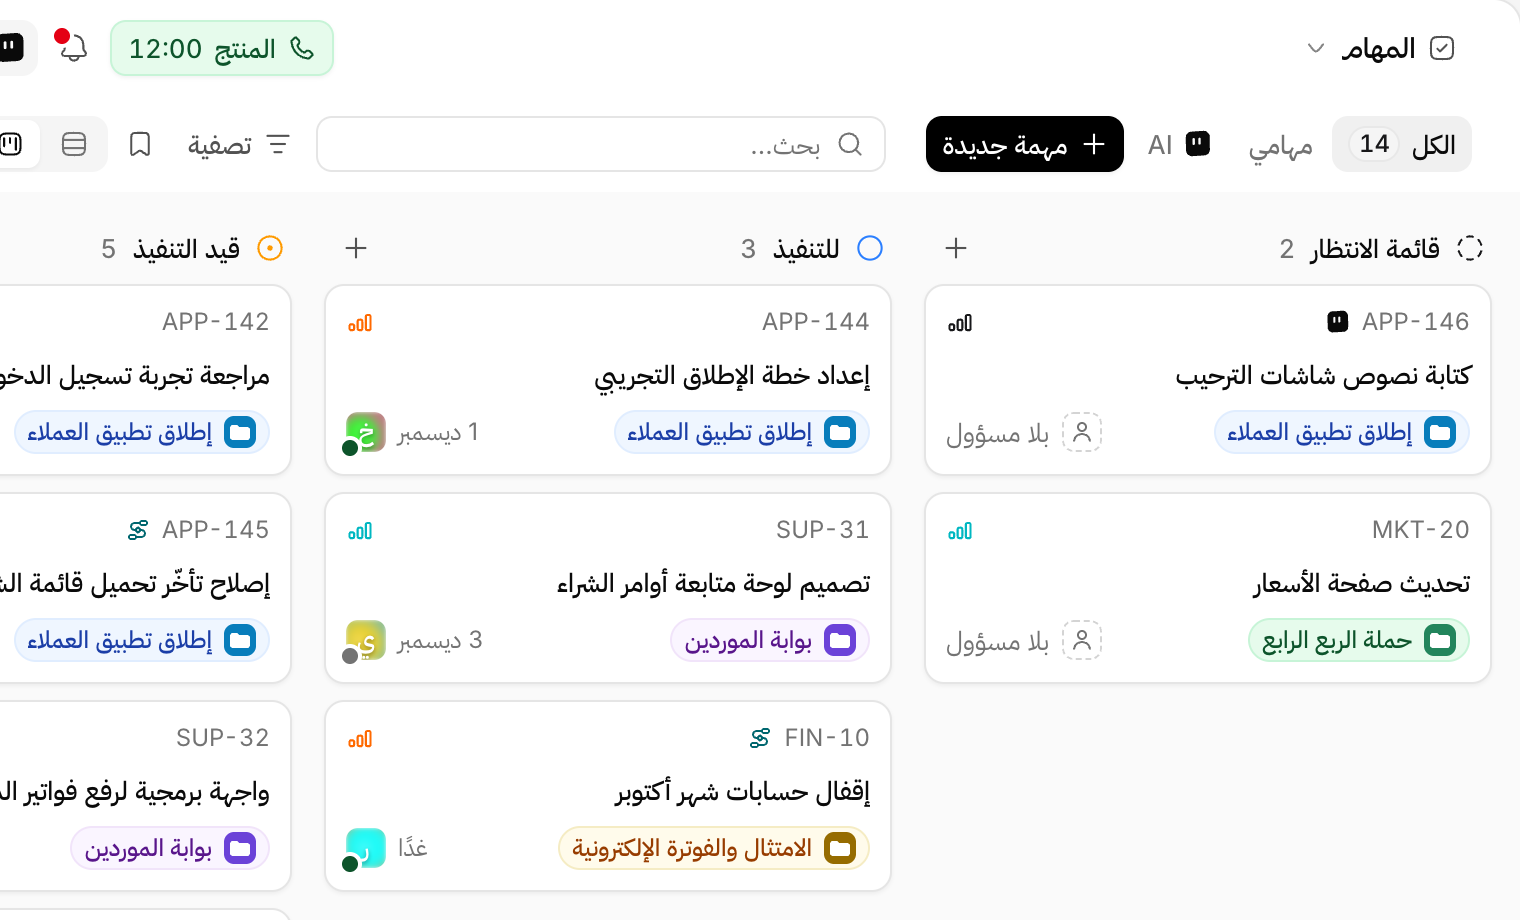 المهام
المنتج 12:00
الكل 14
مهامي
AI
مهمة جديدة
بحث...
تصفية
قائمة الانتظار 2
APP-146
كتابة نصوص شاشات الترحيب
إطلاق تطبيق العملاء
بلا مسؤول
MKT-20
تحديث صفحة الأسعار
حملة الربع الرابع
بلا مسؤول
للتنفيذ 3
APP-144
إعداد خطة الإطلاق التجريبي
إطلاق تطبيق العملاء
1 ديسمبر
خ
SUP-31
تصميم لوحة متابعة أوامر الشراء
بوابة الموردين
3 ديسمبر
ي
FIN-10
إقفال حسابات شهر أكتوبر
الامتثال والفوترة الإلكترونية
غدًا
ر
قيد التنفيذ 5
APP-142
مراجعة تجربة تسجيل
إطلاق تطبيق العملاء
APP-145
إصلاح تأخّر تحميل قائمة
إطلاق تطبيق العملاء
SUP-32
واجهة برمجية لرفع فواتير
بوابة الموردين